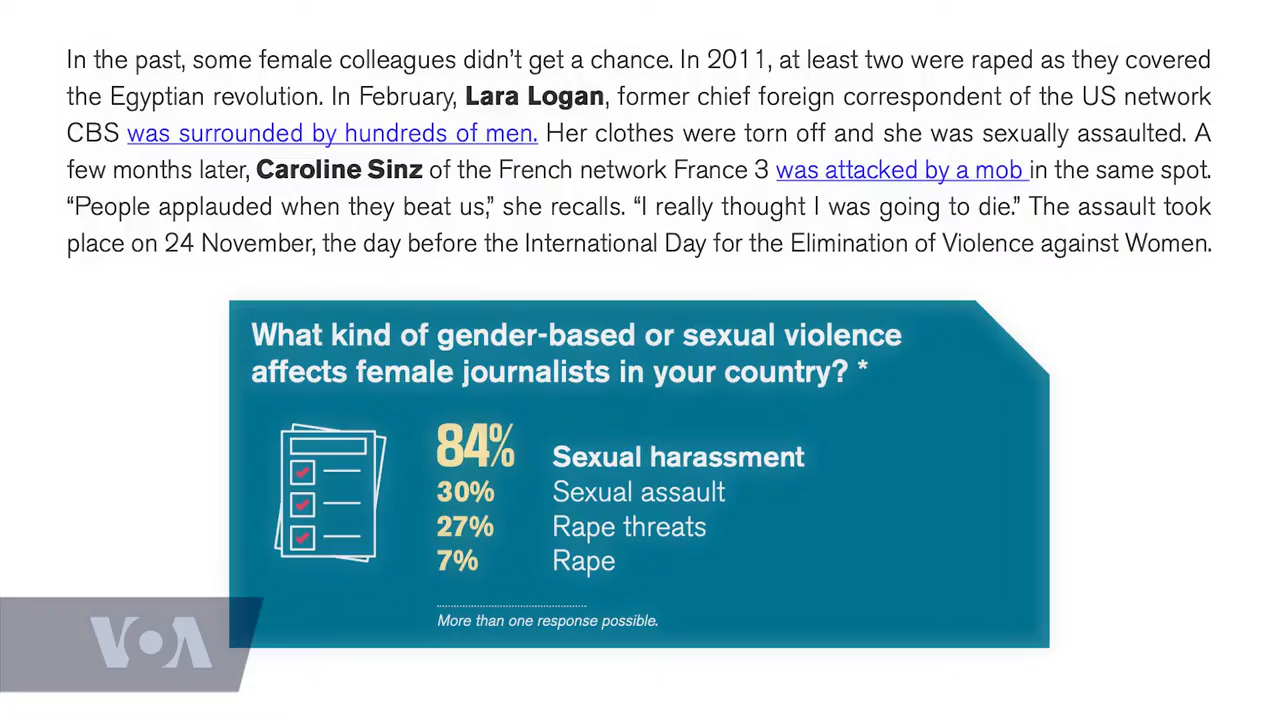 In the past, some female colleagues didn’t get a chance. In 2011, at least two were raped as they covered
the Egyptian revolution. In February, Lara Logan, former chief foreign correspondent of the US network
CBS was surrounded by hundreds of men. Her clothes were torn off and she was sexually assaulted. A
few months later, Caroline Sinz of the French network France 3 was attacked by a mob in the same spot.
“People applauded when they beat us,” she recalls. “I really thought I was going to die.” The assault took
place on 24 November, the day before the International Day for the Elimination of Violence against Women.
What kind of gender-based or sexual violence
affects female journalists in your country? *
84% Sexual harassment
30% Sexual assault
27% Rape threats
7% Rape
More than one response possible.
VOA